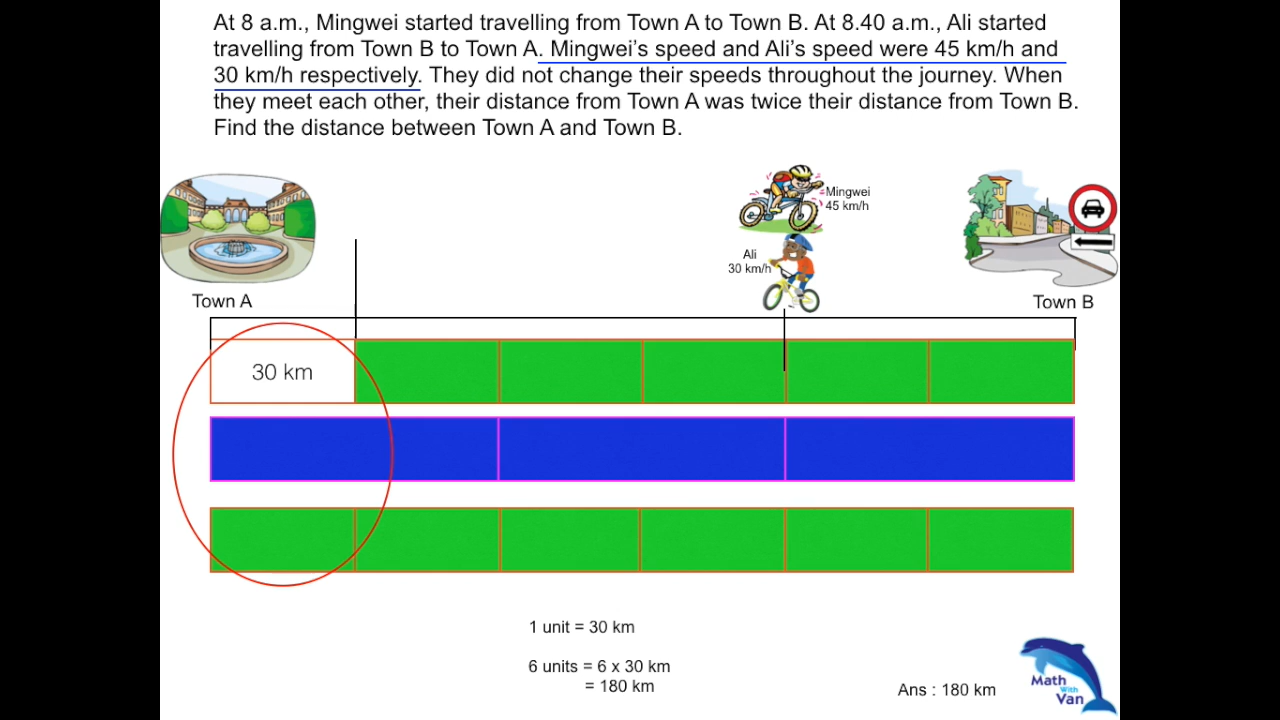 At 8 a.m., Mingwei started travelling from Town A to Town B. At 8.40 a.m., Ali started
travelling from Town B to Town A. Mingwei's speed and Ali's speed were 45 km/h and
30 km/h respectively. They did not change their speeds throughout the journey. When
they meet each other, their distance from Town A was twice their distance from Town B.
Find the distance between Town A and Town B.
Mingwei
45 km/h
Ali
30 km/h
Town A
Town B
30 km
1 unit = 30 km
6 units = 6 x 30 km
= 180 km
Ans : 180 km
Math
With
Van